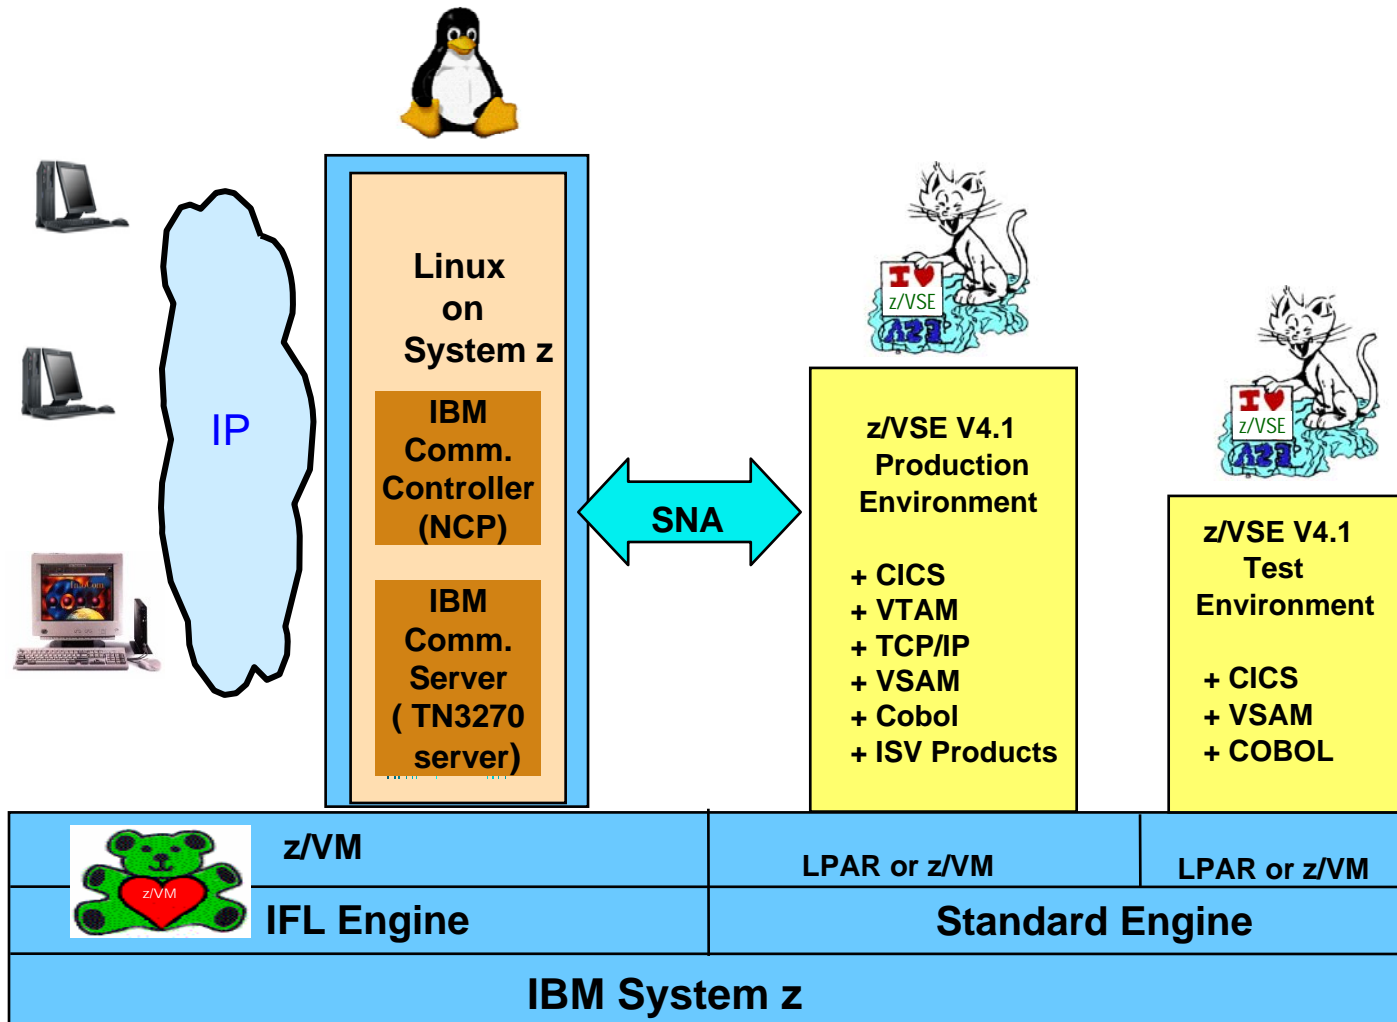 IP
Linux
on
System z
IBM
Comm.
Controller
(NCP)
IBM
Comm.
Server
( TN3270
server)
SNA
I ♥
z/VSE
z/VSE V4.1
Production
Environment
+ CICS
+ VTAM
+ TCP/IP
+ VSAM
+ Cobol
+ ISV Products
I ♥
z/VSE
z/VSE V4.1
Test
Environment
+ CICS
+ VSAM
+ COBOL
z/VM
z/VM
LPAR or z/VM
LPAR or z/VM
IFL Engine
Standard Engine
IBM System z